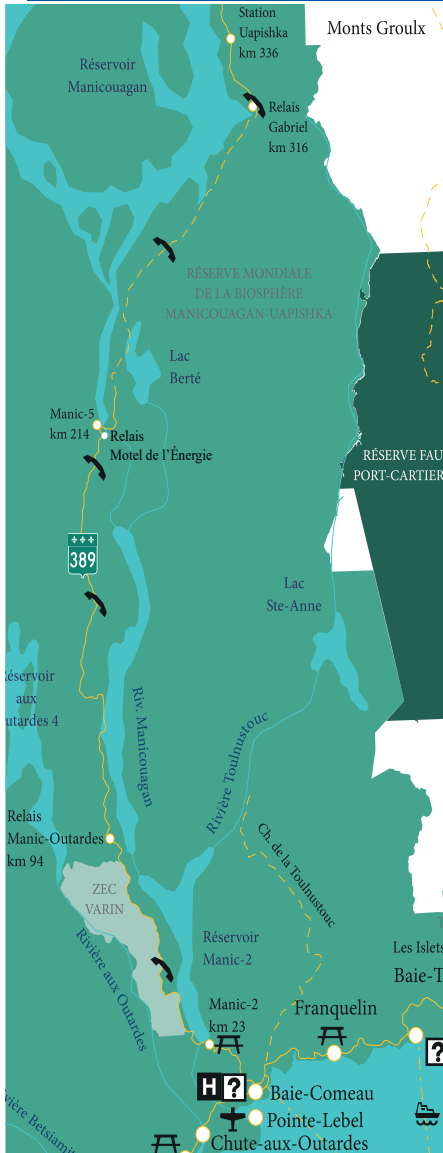 Station
Uapishka
km 336
Monts Groulx
Réservoir
Manicouagan
Relais
Gabriel
km 316
RÉSERVE MONDIALE
DE LA BIOSPHÈRE
MANICOUAGAN-UAPISHKA
Lac
Berté
Manic-5
km 214
Relais
Motel de l'Énergie
RÉSERVE FAU
PORT-CARTIER
389
Lac
Ste-Anne
Réservoir
aux
utardes 4
Riv. Manicouagan
Rivière Toulnustouc
Relais
Manic-Outardes
km 94
Ch. de la Toulnustouc
ZEC
VARIN
Rivière aux Outardes
Réservoir
Manic-2
Les Islets
Baie-T
Manic-2
km 23
Franquelin
?
H ?
Baie-Comeau
Pointe-Lebel
Chute-aux-Outardes
ivière Betsiamit